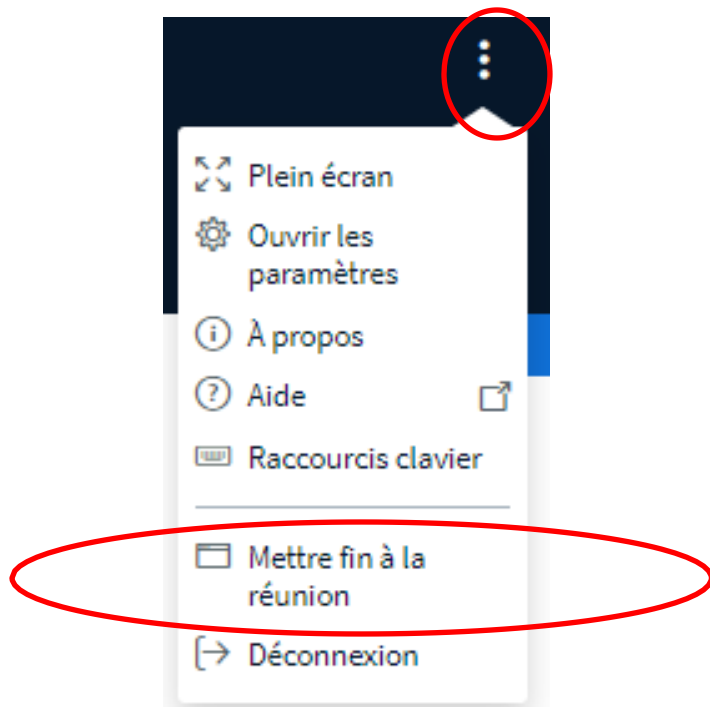 Plein écran
Ouvrir les
paramètres
À propos
Aide
Raccourcis clavier
Mettre fin à la
réunion
Déconnexion